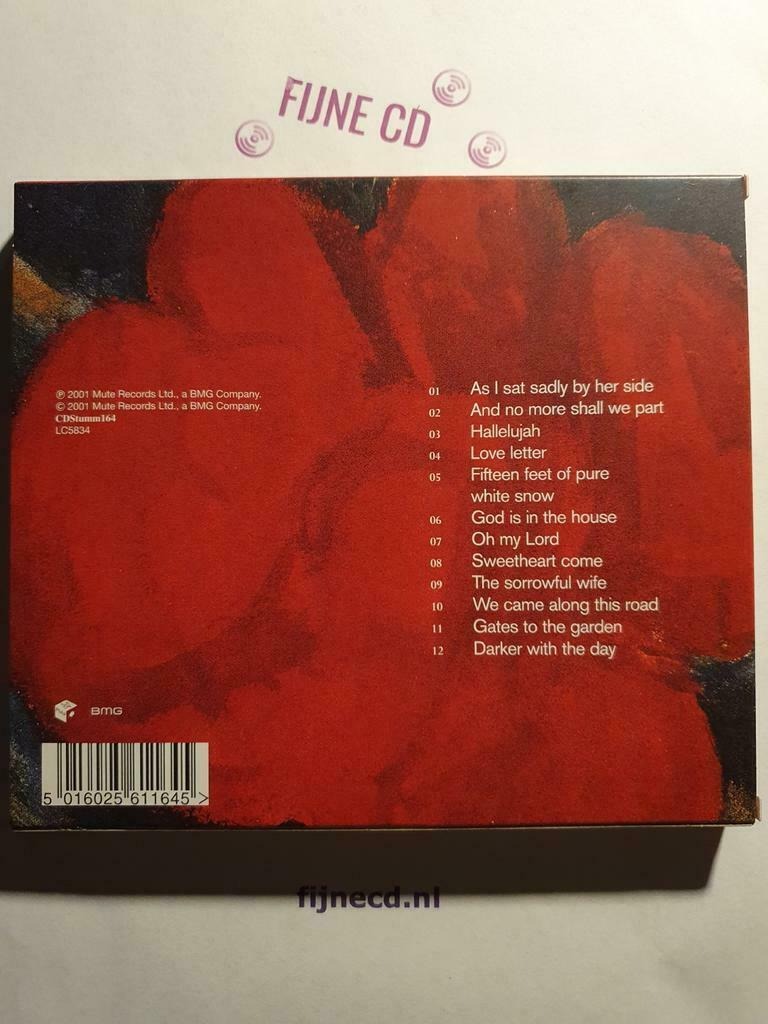 FIJNE CD
℗ 2001 Mute Records Ltd., a BMG Company.
© 2001 Mute Records Ltd., a BMG Company.
CDStumm164
LC5834
01 As I sat sadly by her side
02 And no more shall we part
03 Hallelujah
04 Love letter
05 Fifteen feet of pure
white snow
06 God is in the house
07 Oh my Lord
08 Sweetheart come
09 The sorrowful wife
10 We came along this road
11 Gates to the garden
12 Darker with the day
BMG
5 016025 611645 >
fijnecd.nl